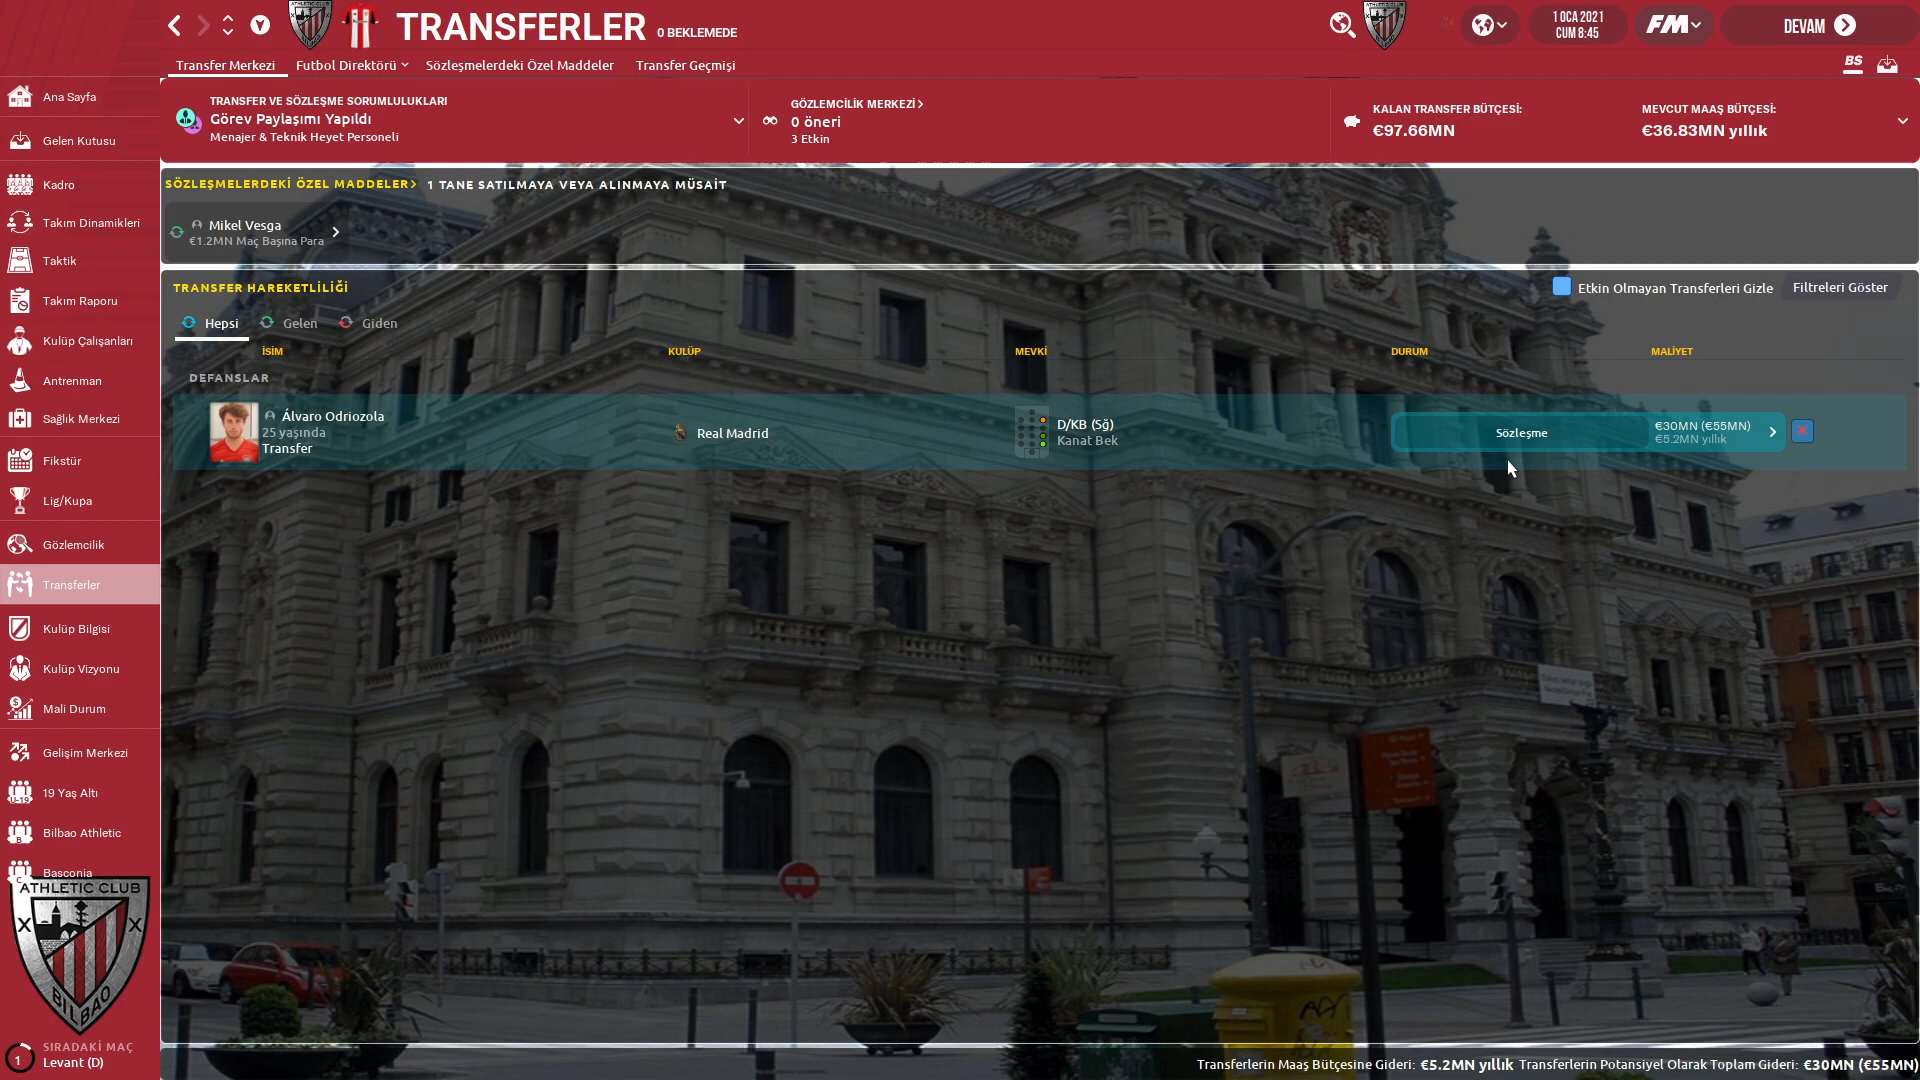 TRANSFERLER
0 BEKLEMEDE
1 OCA 2021
CUM 8:45
FM
DEVAM
Transfer Merkezi
Futbol Direktörü
Sözleşmelerdeki Özel Maddeler
Transfer Geçmişi
BS
Ana Sayfa
Gelen Kutusu
Kadro
Takım Dinamikleri
Taktik
Takım Raporu
Kulüp Çalışanları
Antrenman
Sağlık Merkezi
Fikstür
Lig/Kupa
Gözlemcilik
Transferler
Kulüp Bilgisi
Kulüp Vizyonu
Mali Durum
Gelişim Merkezi
19 Yaş Altı
Bilbao Athletic
Basconia
ATHLETIC CLUB
BILBAO
1
SIRADAKİ MAÇ
Levant (D)
TRANSFER VE SÖZLEŞME SORUMLULUKLARI
Görev Paylaşımı Yapıldı
Menajer & Teknik Heyet Personeli
GÖZLEMCİLİK MERKEZİ
0 öneri
3 Etkin
KALAN TRANSFER BÜTÇESİ:
€97.66MN
MEVCUT MAAŞ BÜTÇESİ:
€36.83MN yıllık
SÖZLEŞMELERDEKİ ÖZEL MADDELER
1 TANE SATILMAYA VEYA ALINMAYA MÜSAİT
Mikel Vesga
€1.2MN Maç Başına Para
TRANSFER HAREKETLİLİĞİ
Etkin Olmayan Transferleri Gizle
Filtreleri Göster
Hepsi
Gelen
Giden
İSİM
KULÜP
MEVKİ
DURUM
MALİYET
DEFANSLAR
Álvaro Odriozola
25 yaşında
Transfer
Real Madrid
D/KB (Sğ)
Kanat Bek
Sözleşme
€30MN (€55MN)
€5.2MN yıllık
Transferlerin Maaş Bütçesine Gideri: €5.2MN yıllık Transferlerin Potansiyel Olarak Toplam Gideri: €30MN (€55MN)